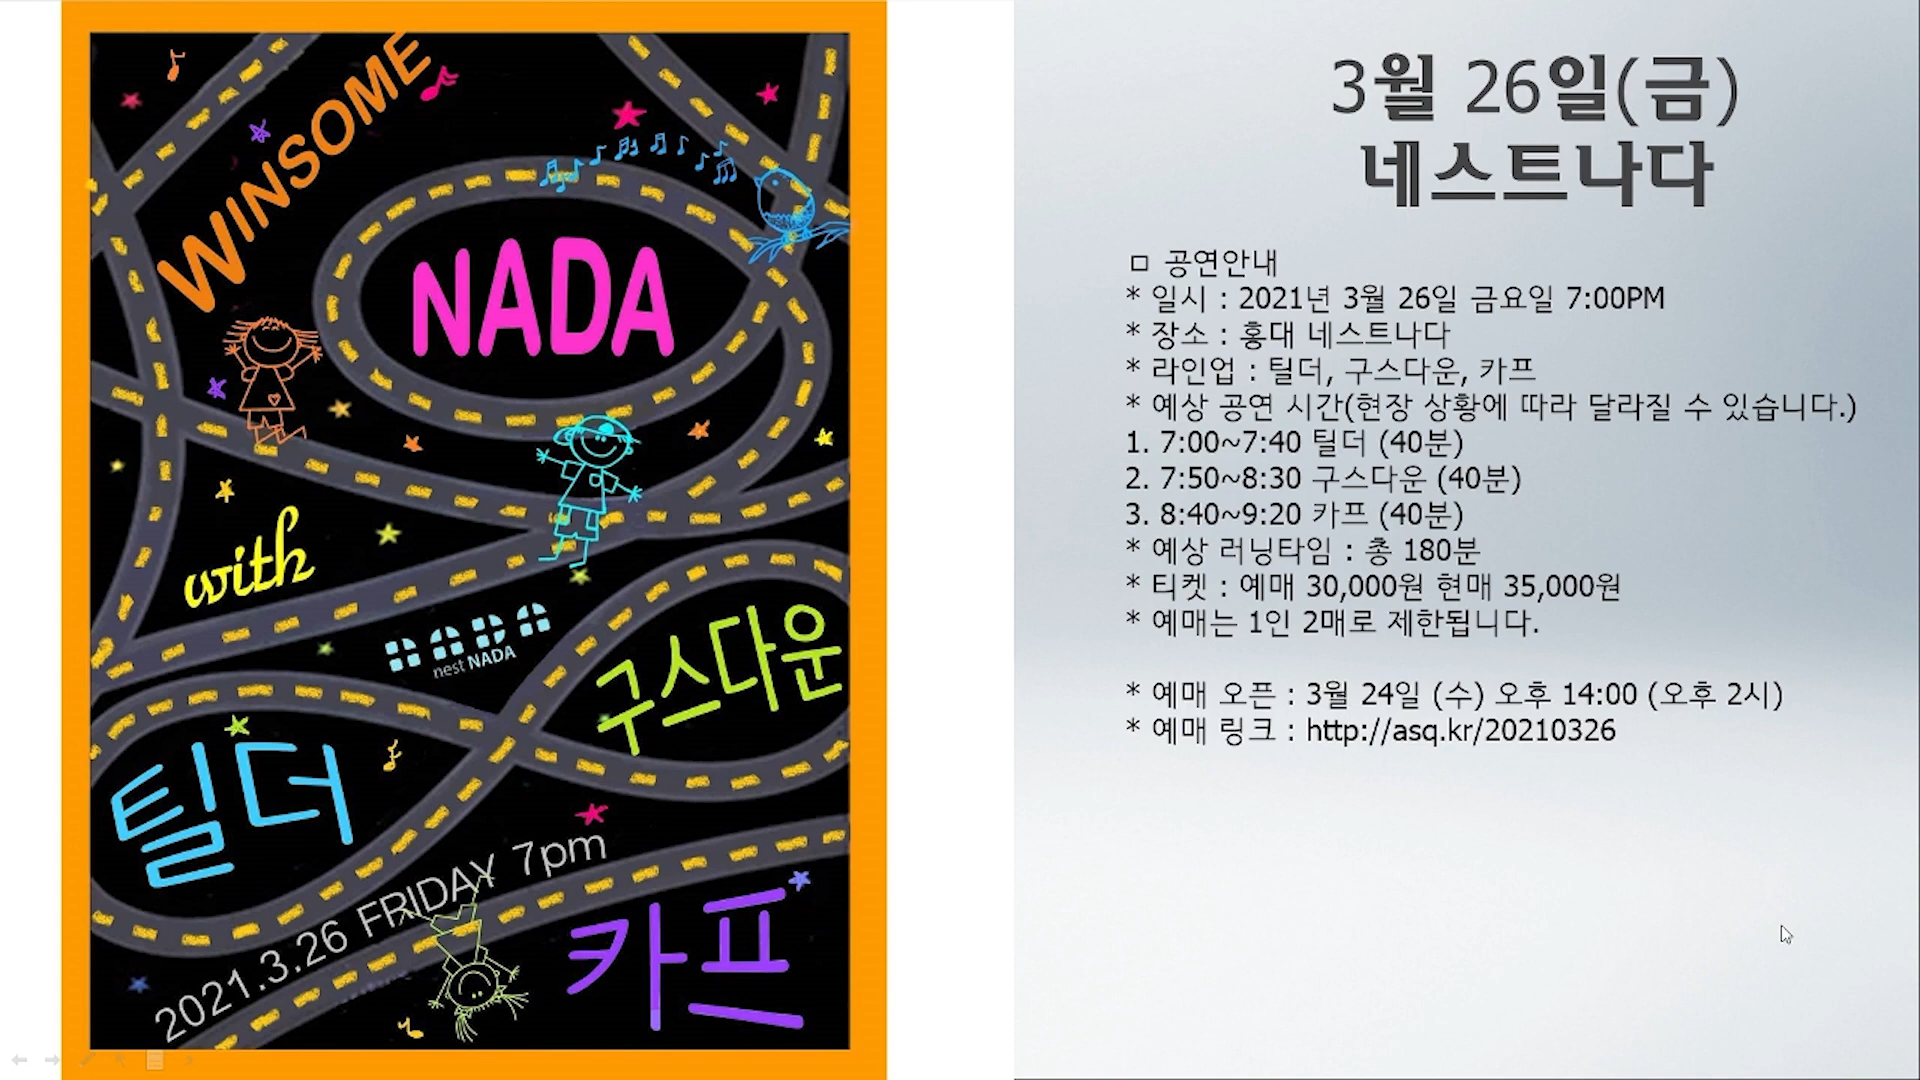 WINSOME
NADA
with
NADA
nest NADA
구스다운
틸더
2021.3.26 FRIDAY 7pm
카프
3월 26일(금)
네스트나다
□ 공연안내
* 일시 : 2021년 3월 26일 금요일 7:00PM
* 장소 : 홍대 네스트나다
* 라인업 : 틸더, 구스다운, 카프
* 예상 공연 시간(현장 상황에 따라 달라질 수 있습니다.)
1. 7:00~7:40 틸더 (40분)
2. 7:50~8:30 구스다운 (40분)
3. 8:40~9:20 카프 (40분)
* 예상 러닝타임 : 총 180분
* 티켓 : 예매 30,000원 현매 35,000원
* 예매는 1인 2매로 제한됩니다.
* 예매 오픈 : 3월 24일 (수) 오후 14:00 (오후 2시)
* 예매 링크 : http://asq.kr/20210326